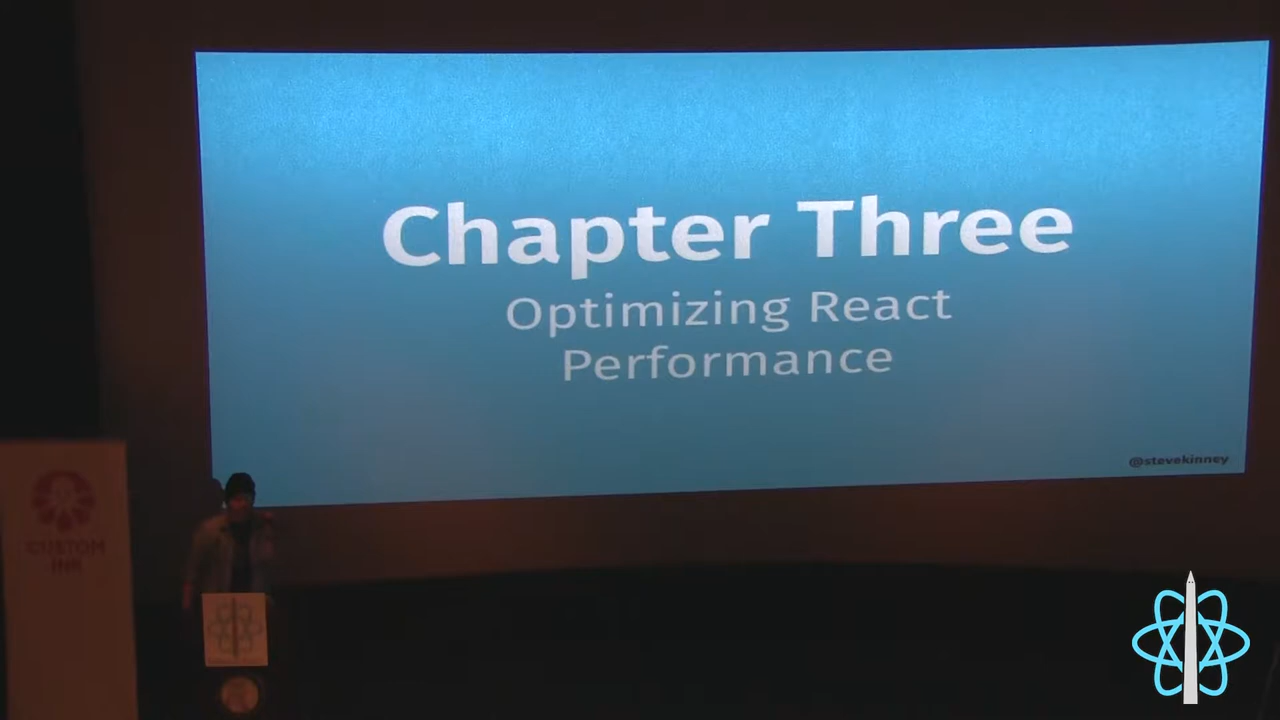 Chapter Three
Optimizing React
Performance
@stevekinney
CUSTOM
INK